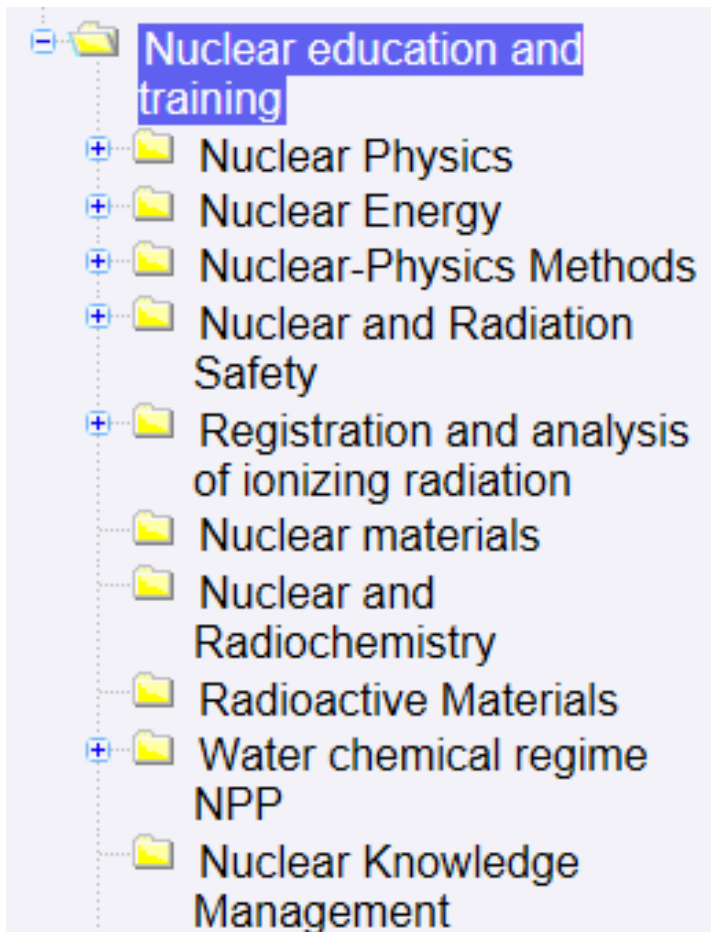 Nuclear education and
training
Nuclear Physics
Nuclear Energy
Nuclear-Physics Methods
Nuclear and Radiation
Safety
Registration and analysis
of ionizing radiation
Nuclear materials
Nuclear and
Radiochemistry
Radioactive Materials
Water chemical regime
NPP
Nuclear Knowledge
Management